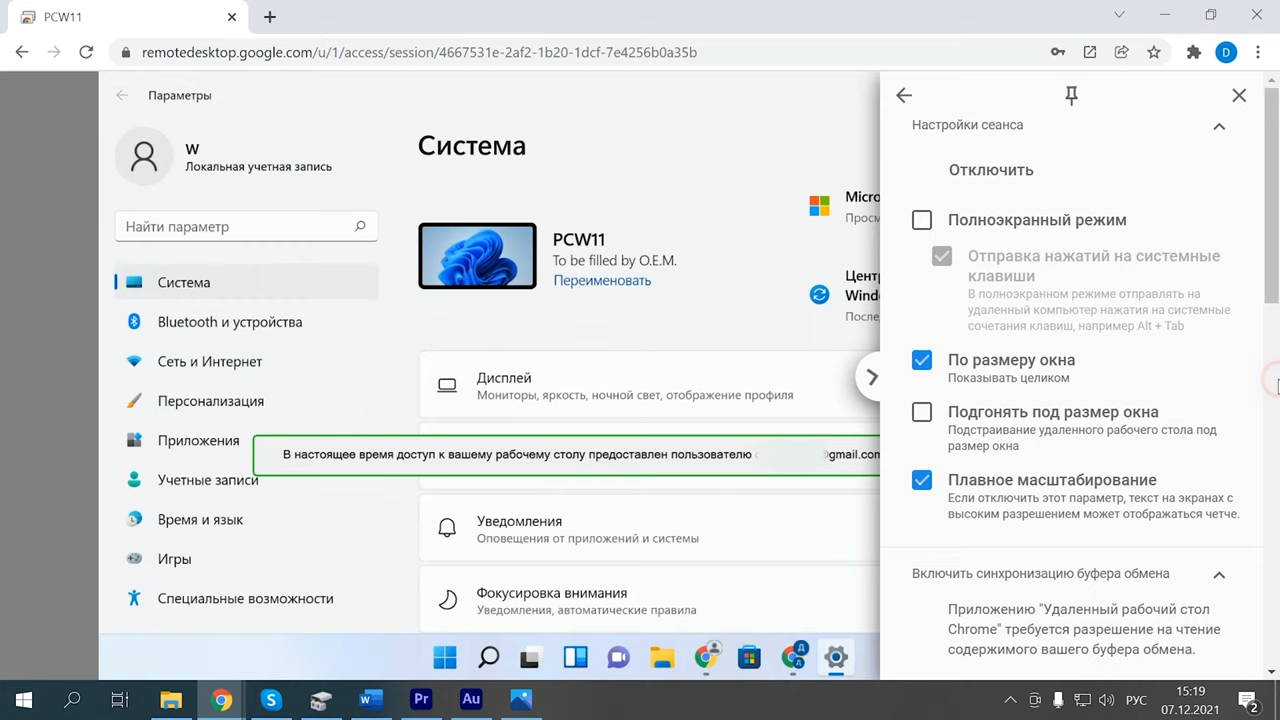 PCW11
remotedesktop.google.com/u/1/access/session/4667531e-2af2-1b20-1dcf-7e4256b0a35b
D
Параметры
W
Локальная учетная запись
Найти параметр
Система
Bluetooth и устройства
Сеть и Интернет
Персонализация
Приложения
Учетные записи
Время и язык
Игры
Специальные возможности
Система
PCW11
To be filled by O.E.M.
Переименовать
Micro
Просм
Центр
Wind
После
Дисплей
Мониторы, яркость, ночной свет, отображение профиля
В настоящее время доступ к вашему рабочему столу предоставлен пользователю
gmail.com
Уведомления
Оповещения от приложений и системы
Фокусировка внимания
Уведомления, автоматические правила
Настройки сеанса
Отключить
Полноэкранный режим
Отправка нажатий на системные
клавиши
В полноэкранном режиме отправлять на
удаленный компьютер нажатия на системные
сочетания клавиш, например Alt + Tab
По размеру окна
Показывать целиком
Подгонять под размер окна
Подстраивание удаленного рабочего стола под
размер окна
Плавное масштабирование
Если отключить этот параметр, текст на экранах с
высоким разрешением может отображаться четче.
Включить синхронизацию буфера обмена
Приложению "Удаленный рабочий стол
Chrome" требуется разрешение на чтение
содержимого вашего буфера обмена.
Д
Д
S
W
Pr
Au
РУС
15:19
07.12.2021
2